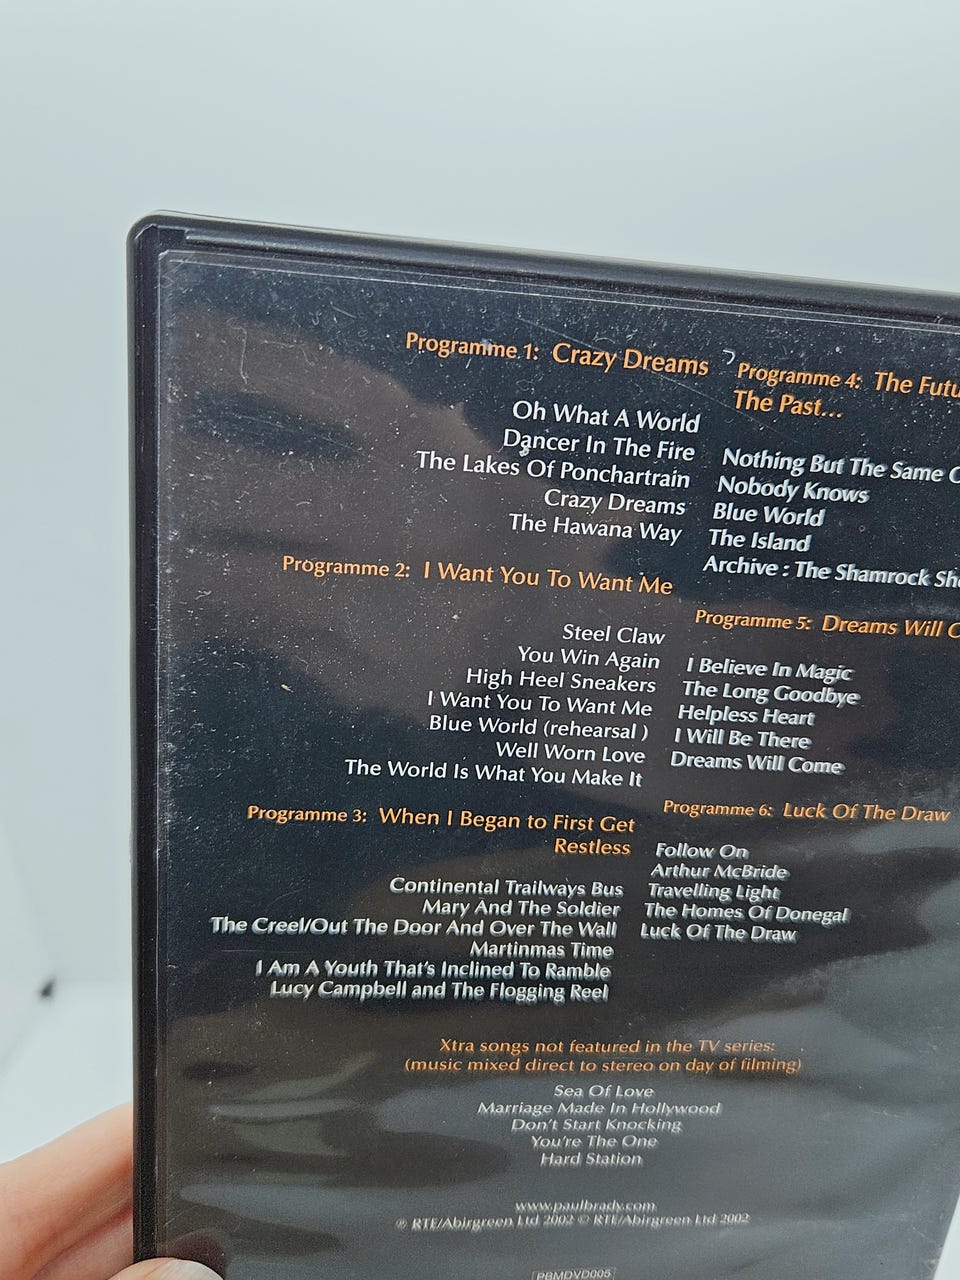 Programme 1: Crazy Dreams
Oh What A World
Dancer In The Fire
The Lakes Of Ponchartrain
Crazy Dreams
The Hawana Way
Programme 2: I Want You To Want Me
Steel Claw
You Win Again
High Heel Sneakers
I Want You To Want Me
Blue World (rehearsal )
Well Worn Love
The World Is What You Make It
Programme 3: When I Began to First Get
Restless
Continental Trailways Bus
Mary And The Soldier
The Creel/Out The Door And Over The Wall
Martinmas Time
I Am A Youth That's Inclined To Ramble
Lucy Campbell and The Flogging Reel
Programme 4: The
The Past...
Nothing But The Same
Nobody Knows
Blue World
The Island
Archive : The Shamrock
Programme 5: Dreams Will
I Believe In Magic
The Long Goodbye
Helpless Heart
I Will Be There
Dreams Will Come
Programme 6: Luck Of The Draw
Follow On
Arthur McBride
Travelling Light
The Homes Of Donegal
Luck Of The Draw
Xtra songs not featured in the TV series:
(music mixed direct to stereo on day of filming)
Sea Of Love
Marriage Made In Hollywood
Don't Start Knocking
You're The One
Hard Station
www.paulbrady.com
℗ RTE/Abirgreen Ltd 2002 © RTE/Abirgreen Ltd 2002
PBMDVD005